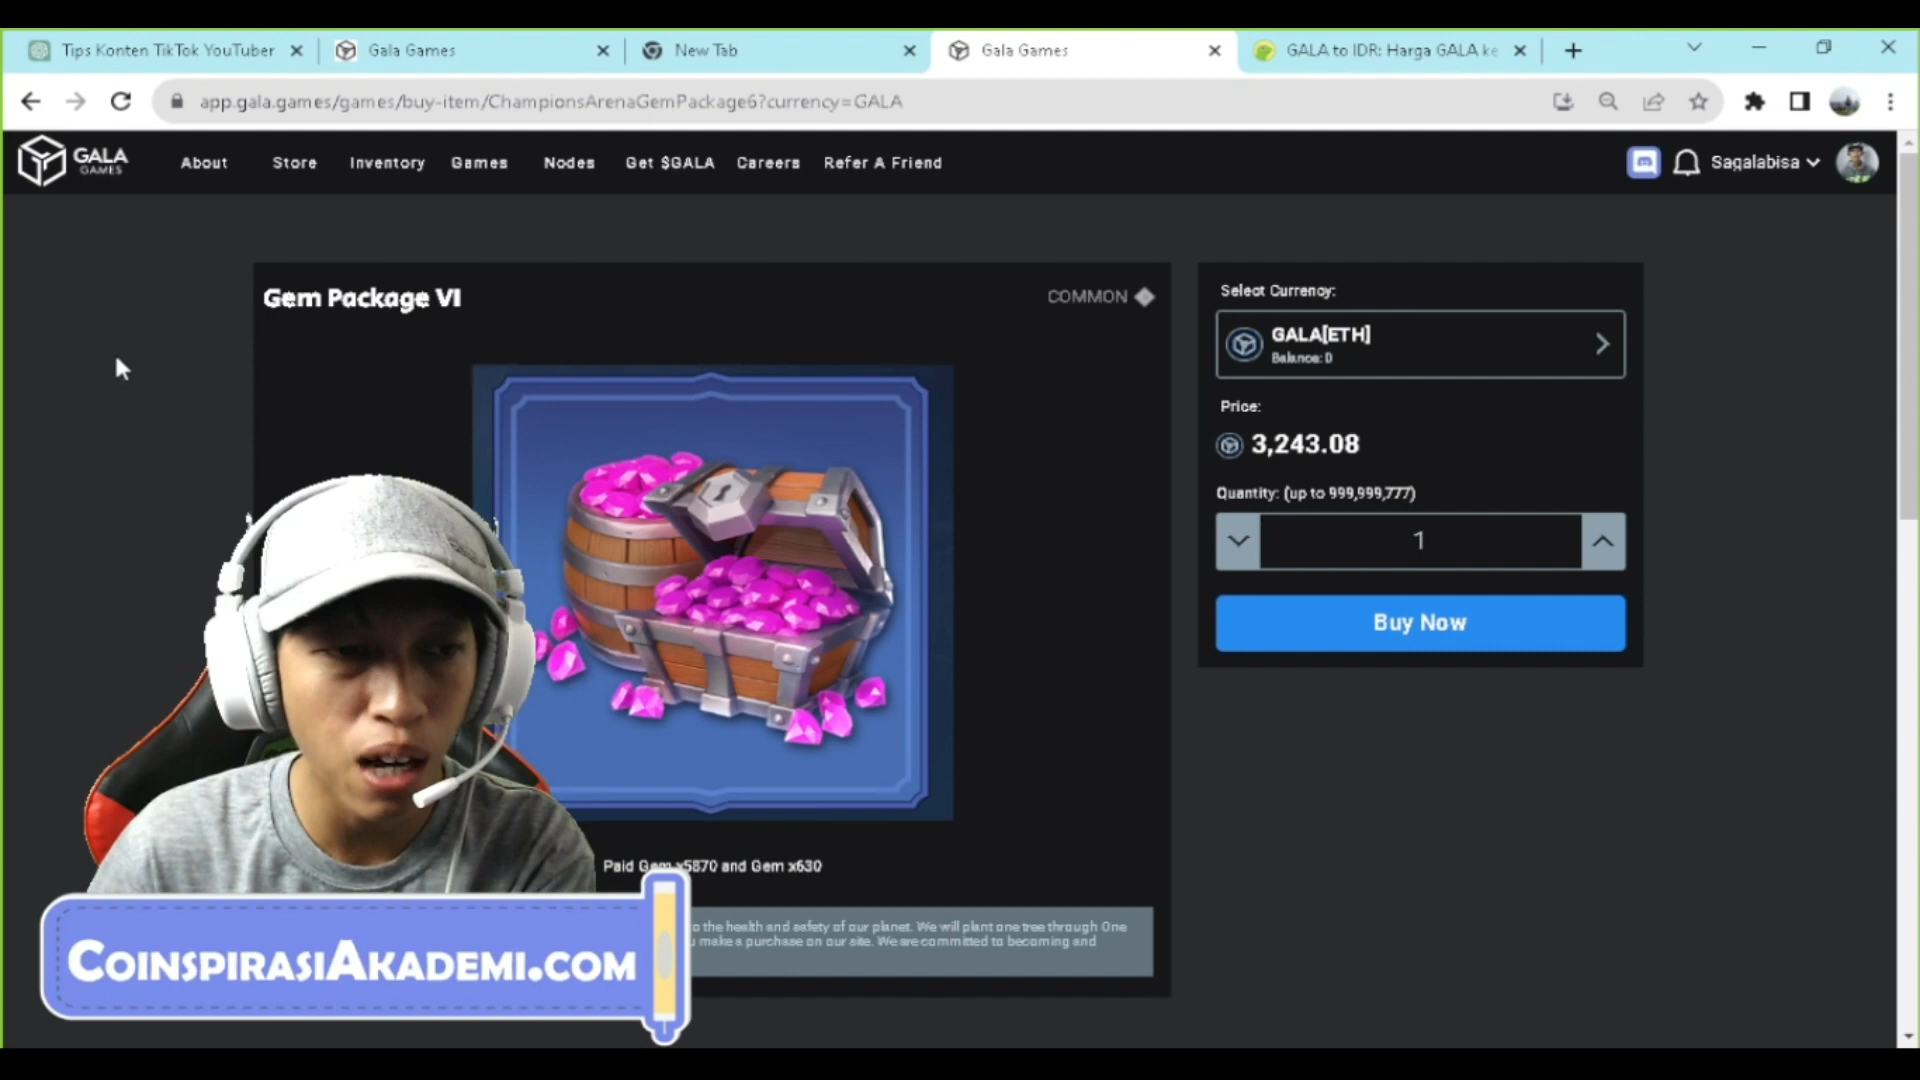 Tips Konten TikTok YouTuber
Gala Games
New Tab
Gala Games
GALA to IDR: Harga GALA ke
app.gala.games/games/buy-item/ChampionsArenaGemPackage6?currency=GALA
GALA
GAMES
About
Store
Inventory
Games
Nodes
Get $GALA
Careers
Refer A Friend
Sagalabisa
Gem Package VI
COMMON
Select Currency:
GALA[ETH]
Balance: 0
Price:
3,243.08
Quantity: (up to 999,999,777)
1
Buy Now
Paid Gem x5870 and Gem x630
the health and safety of our planet. We will plant one tree through One
make a purchase on our site. We are committed to becoming and
COINSPIRASIAKADEMI.COM